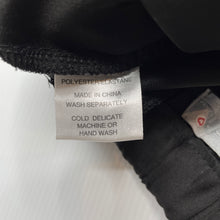 POLYESTER/ELASTANE
MADE IN CHINA
WASH SEPARATELY
COLD DELICATE
MACHINE OR
HAND WASH